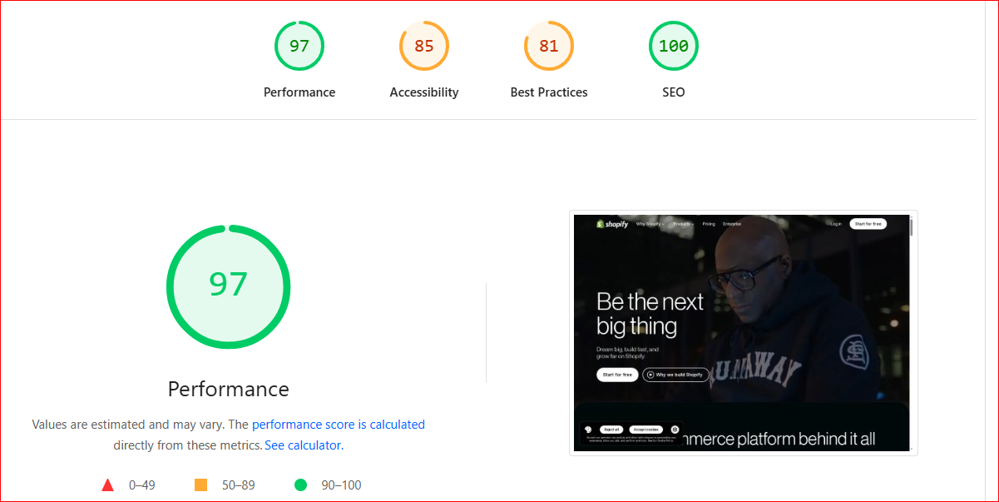 97
85
81
100
Performance
Accessibility
Best Practices
SEO
97
Performance
Values are estimated and may vary. The performance score is calculated
directly from these metrics. See calculator.
0–49
50–89
90–100
shopify
Why Shopify
Products
Pricing
Enterprise
Log in
Start for free
Be the next
big thing
Dream big, build fast, and
grow far on Shopify.
Start for free
Why we build Shopify
RUNAWAY
Reject all
Accept cookies
mmerce platform behind it all